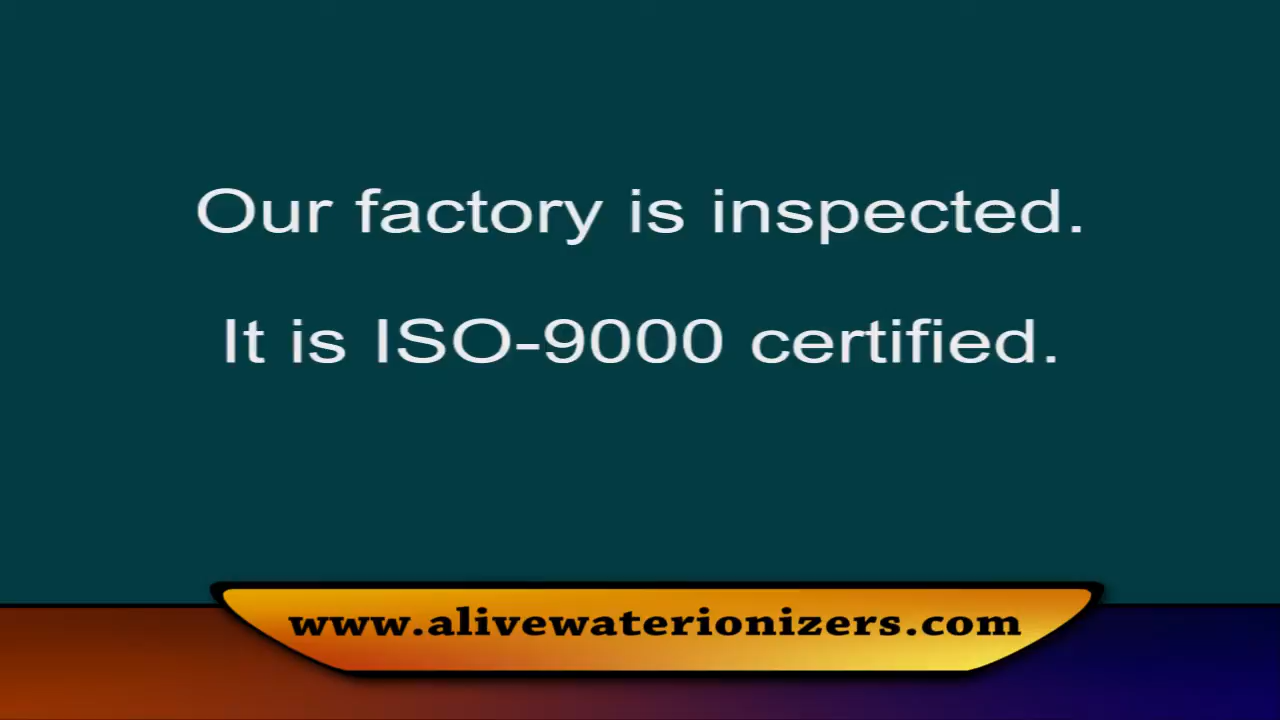 Our factory is inspected.
It is ISO-9000 certified.
www.alivewaterionizers.com